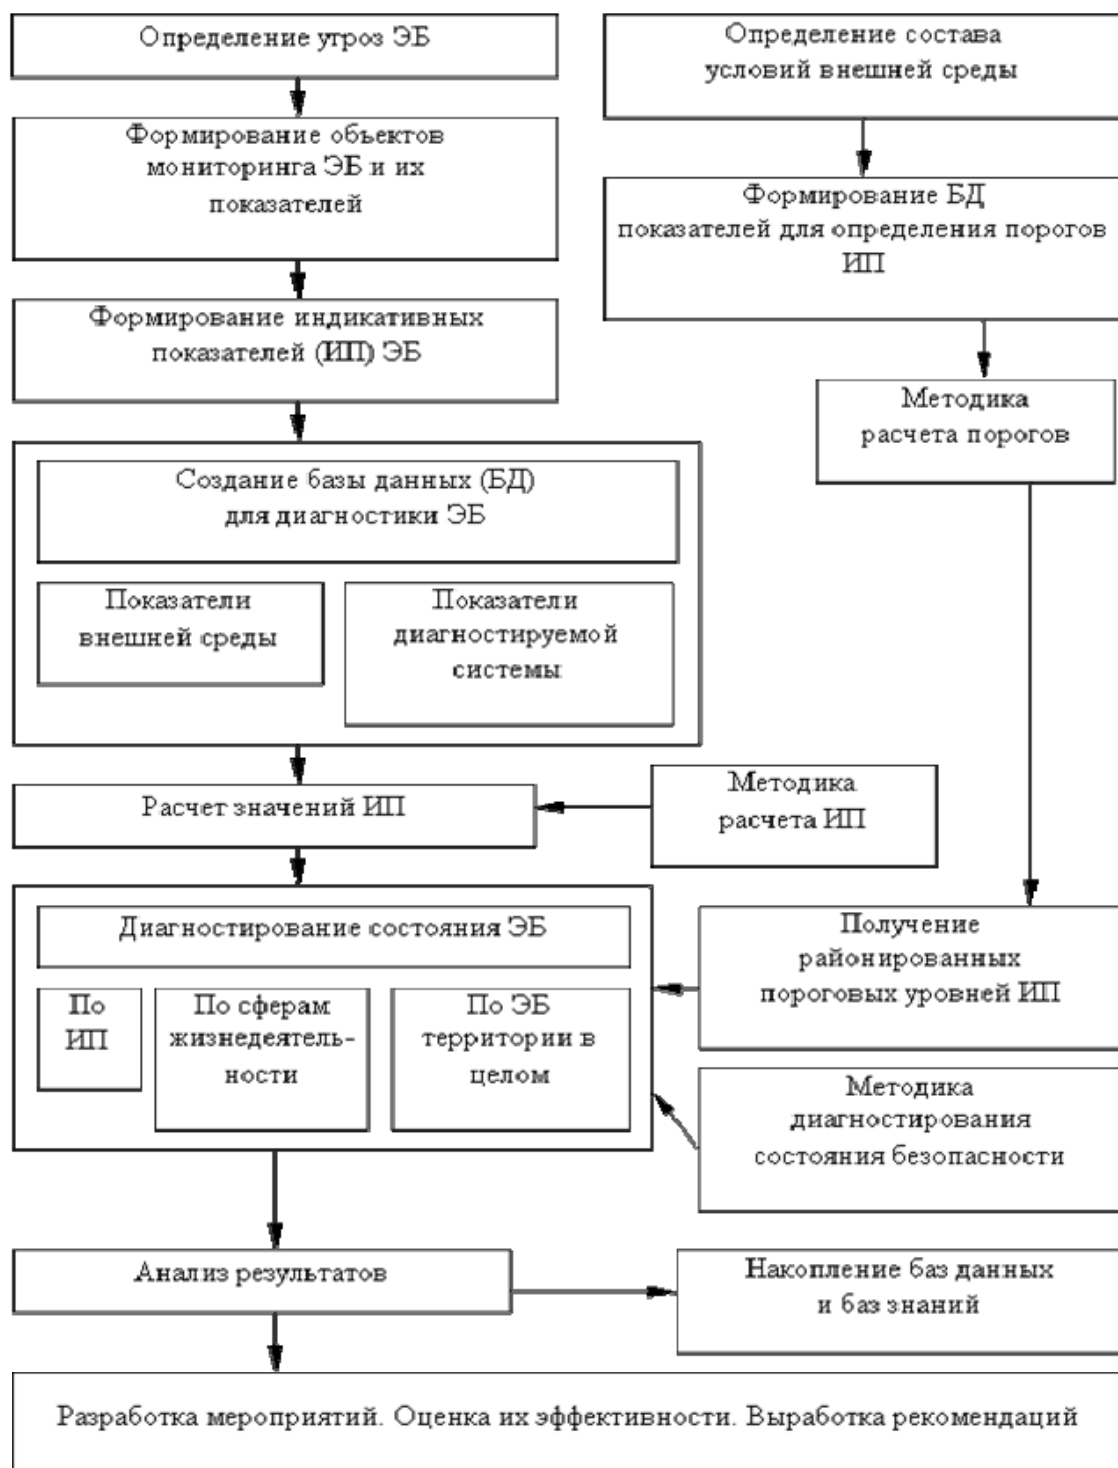 Определение угроз ЭБ
Определение состава
условий внешней среды
Формирование объектов
мониторинга ЭБ и их
показателей
Формирование БД
показателей для определения порогов
ИП
Формирование индикативных
показателей (ИП) ЭБ
Методика
расчета порогов
Создание базы данных (БД)
для диагностики ЭБ
Показатели
внешней среды
Показатели
диагностируемой
системы
Расчет значений ИП
Методика
расчета ИП
Диагностирование состояния ЭБ
По
ИП
По сферам
жизнедеятель-
ности
По ЭБ
территории в
целом
Получение
районированных
пороговых уровней ИП
Методика
диагностирования
состояния безопасности
Анализ результатов
Накопление баз данных
и баз знаний
Разработка мероприятий. Оценка их эффективности. Выработка рекомендаций